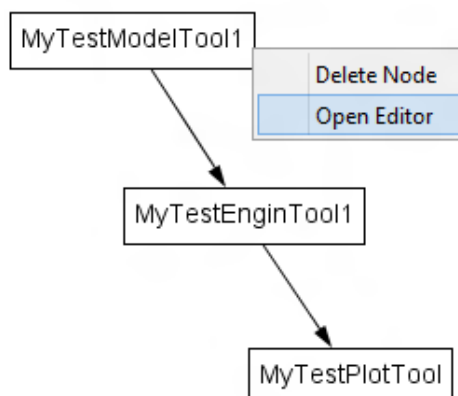 MyTestModelTool1
Delete Node
Open Editor
MyTestEnginTool1
MyTestPlotTool